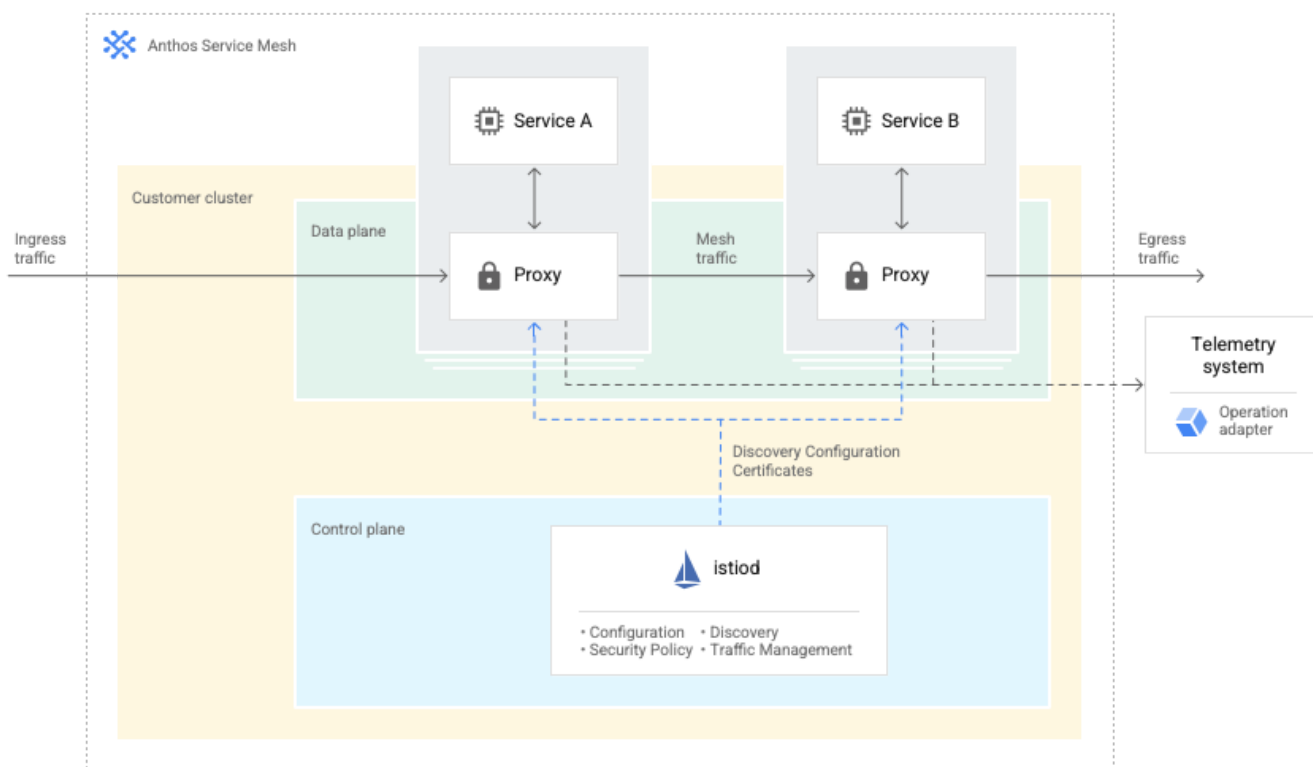 Anthos Service Mesh
Service A
Service B
Customer cluster
Data plane
Ingress
traffic
Proxy
Mesh
traffic
Proxy
Egress
traffic
Telemetry
system
Operation
adapter
Discovery Configuration
Certificates
Control plane
istiod
• Configuration • Discovery
• Security Policy • Traffic Management